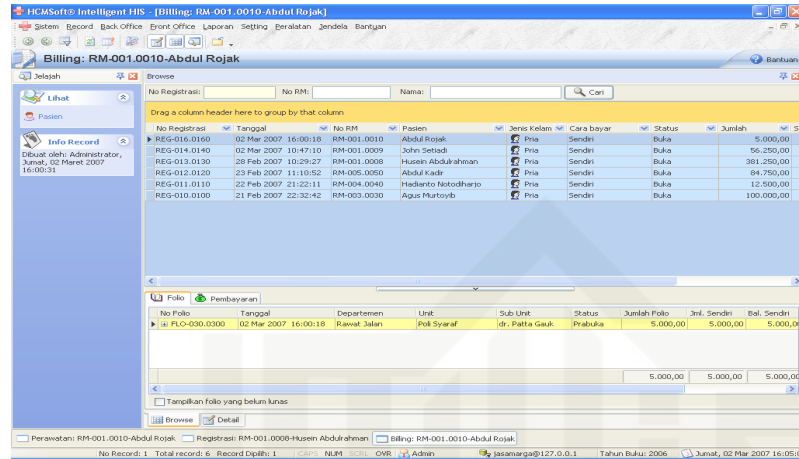 HCMSoft® Intelligent HIS - [Billing: RM-001.0010-Abdul Rojak]
Sistem Record Back Office Front Office Laporan Setting Peralatan Jendela Bantuan
Billing: RM-001.0010-Abdul Rojak
Bantuan
Jelajah
Browse
Lihat
Pasien
Info Record
Dibuat oleh: Administrator,
Jumat, 02 Maret 2007
16:00:31
No Registrasi: No RM: Nama: Cari
Drag a column header here to group by that column
No Registrasi Tanggal No RM Pasien Jenis Kelam Cara bayar Status Jumlah S
REG-016.0160 02 Mar 2007 16:00:18 RM-001.0010 Abdul Rojak Pria Sendiri Buka 5.000,00
REG-014.0140 02 Mar 2007 10:47:10 RM-001.0009 John Setiadi Pria Sendiri Buka 56.250,00
REG-013.0130 28 Feb 2007 10:29:27 RM-001.0008 Husein Abdulrahman Pria Sendiri Buka 381.250,00
REG-012.0120 23 Feb 2007 11:10:52 RM-005.0050 Abdul Kadir Pria Sendiri Buka 84.750,00
REG-011.0110 22 Feb 2007 21:22:11 RM-004.0040 Hadianto Notodiharjo Pria Sendiri Buka 12.500,00
REG-010.0100 21 Feb 2007 22:32:42 RM-003.0030 Agus Murtoyib Pria Sendiri Buka 100.000,00
Folio Pembayaran
No Folio Tanggal Departemen Unit Sub Unit Status Jumlah Folio Jml. Sendiri Bal. Sendiri
FLO-030.0300 02 Mar 2007 16:00:18 Rawat Jalan Poli Syaraf dr. Patta Gauk Prabuka 5.000,00 5.000,00 5.000,0
5.000,00 5.000,00 5.000,00
Tampilkan folio yang belum lunas
Browse Detail
Perawatan: RM-001.0010-Abdul Rojak Registrasi: RM-001.0008-Husein Abdulrahman Billing: RM-001.0010-Abdul Rojak
No Record: 1 Total record: 6 Record Dipilih: 1 CAPS NUM SCRL OVR Admin jasamarga@127.0.0.1 Tahun Buku: 2006 Jumat, 02 Mar 2007 16:05: